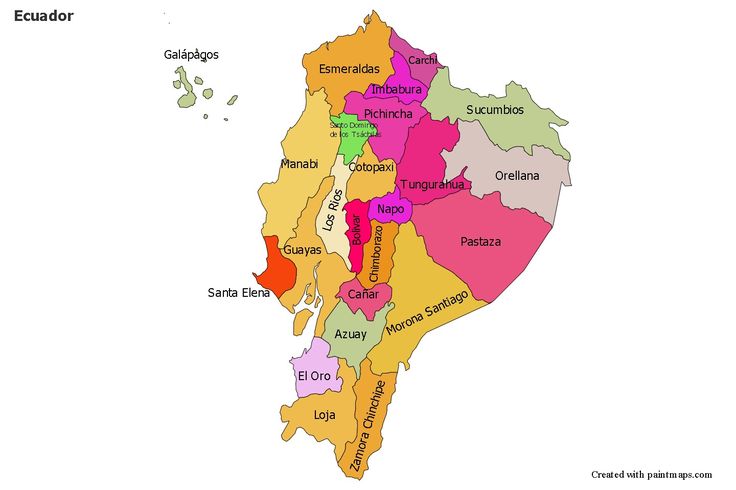 Ecuador
Galápagos
Esmeraldas
Carchi
Imbabura
Pichincha
Sucumbios
Santo Domingo
de los Tsáchilas
Manabi
Cotopaxi
Tungurahua
Orellana
Los Rios
Napo
Bolivar
Chimborazo
Pastaza
Guayas
Santa Elena
Cañar
Morona Santiago
Azuay
El Oro
Loja
Zamora Chinchipe
Created with paintmaps.com